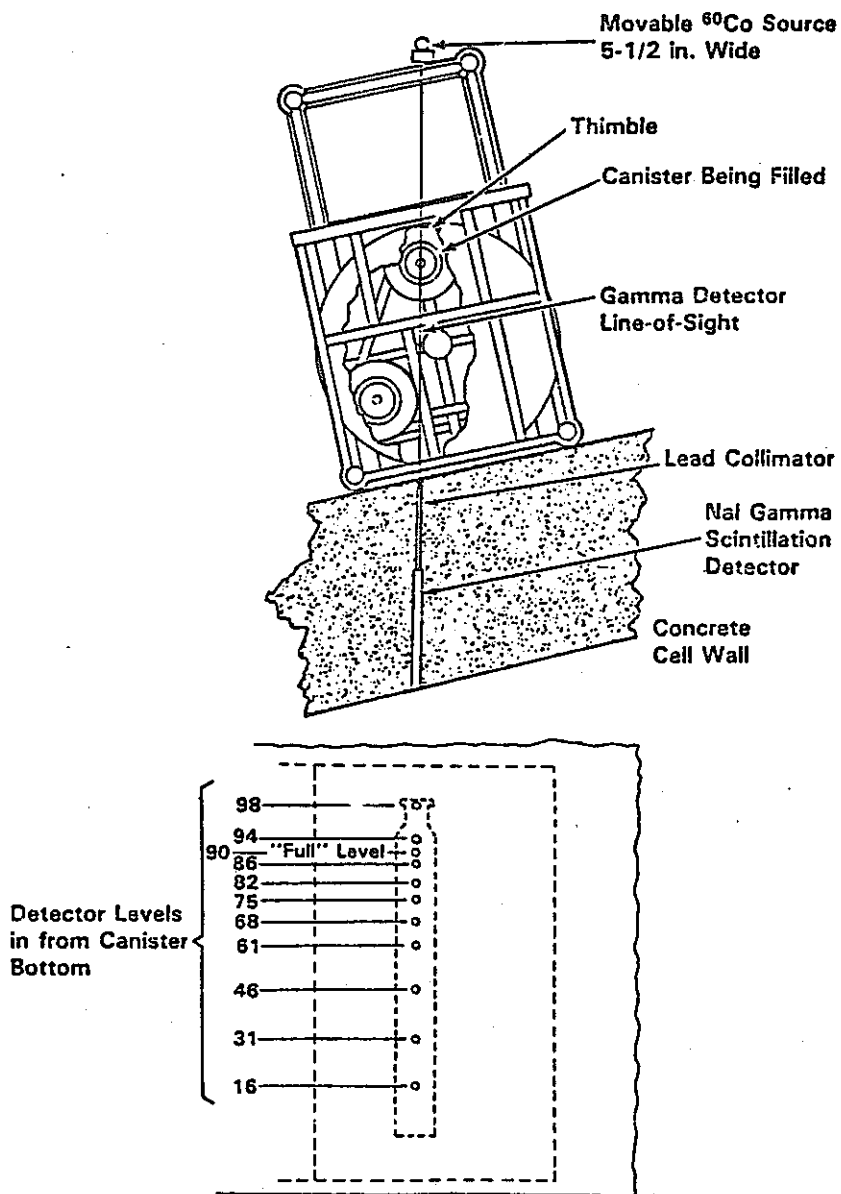 Movable ⁶⁰Co Source
5-1/2 in. Wide
Thimble
Canister Being Filled
Gamma Detector
Line-of-Sight
Lead Collimator
NaI Gamma
Scintillation
Detector
Concrete
Cell Wall
98
94
90 "Full" Level
86
82
75
68
61
46
31
16
Detector Levels
in from Canister
Bottom